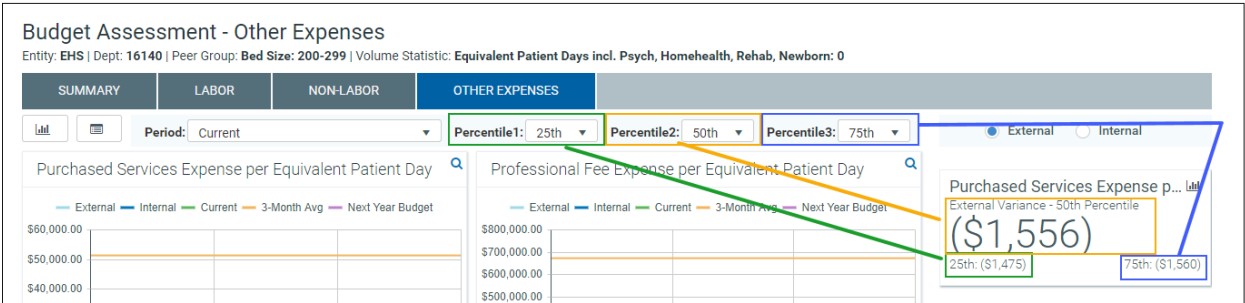 Budget Assessment - Other Expenses
Entity: EHS | Dept: 16140 | Peer Group: Bed Size: 200-299 | Volume Statistic: Equivalent Patient Days incl. Psych, Homehealth, Rehab, Newborn: 0
SUMMARY LABOR NON-LABOR OTHER EXPENSES
Period: Current Percentile1: 25th Percentile2: 50th Percentile3: 75th External Internal
Purchased Services Expense per Equivalent Patient Day
External Internal Current 3-Month Avg Next Year Budget
$60,000.00
$50,000.00
$40,000.00
Professional Fee Expense per Equivalent Patient Day
External Internal Current 3-Month Avg Next Year Budget
$800,000.00
$700,000.00
$600,000.00
$500,000.00
Purchased Services Expense p...
External Variance - 50th Percentile
($1,556)
25th: ($1,475) 75th: ($1,560)